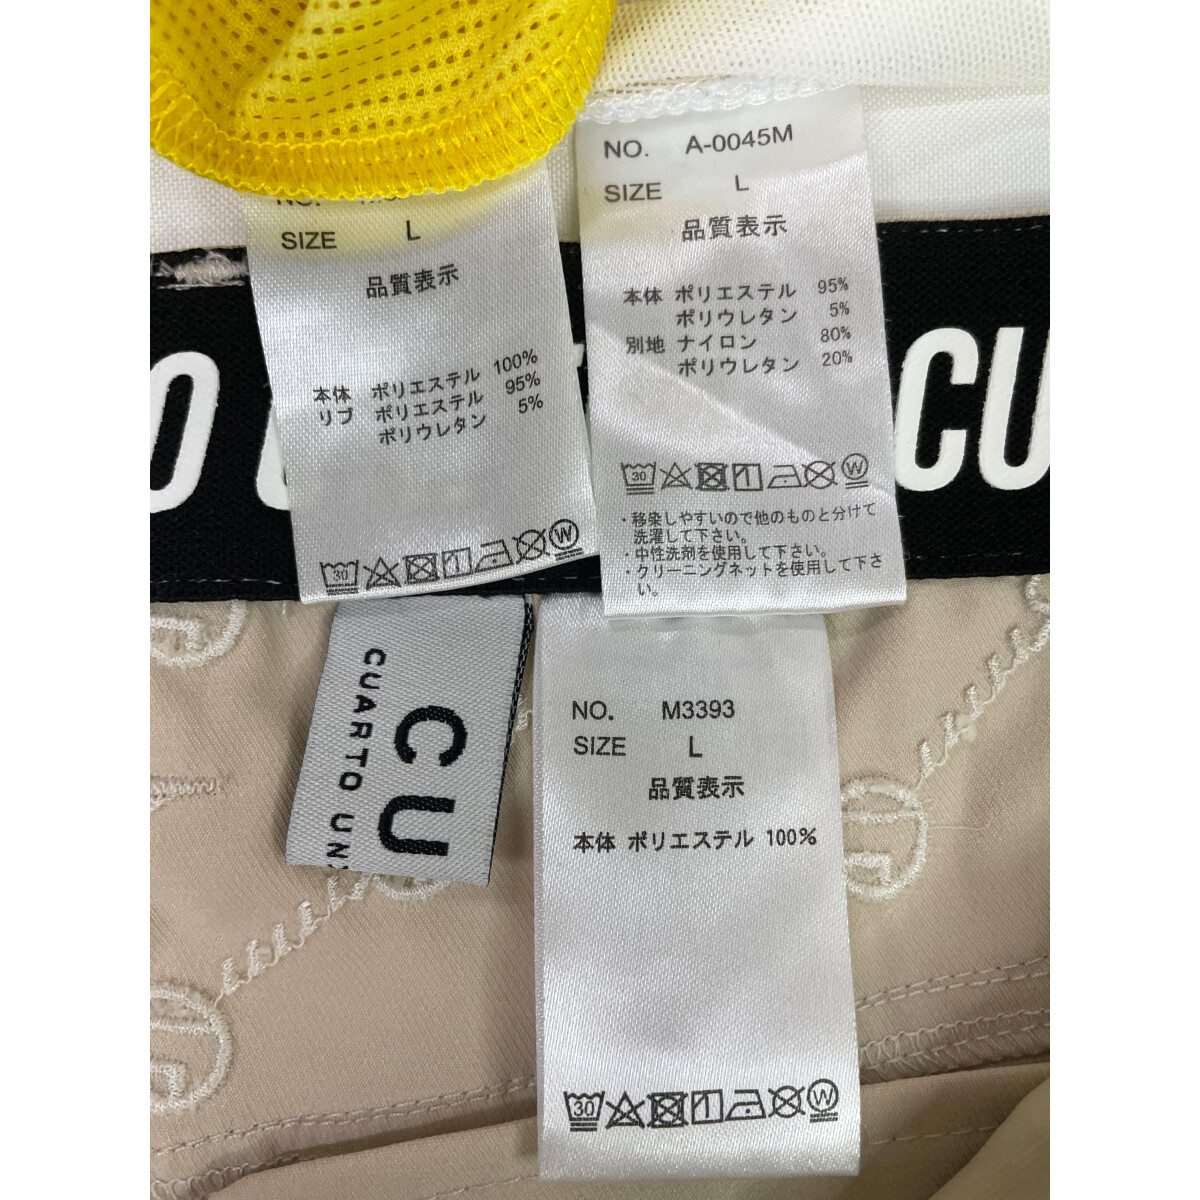 SIZE L
品質表示
本体 ポリエステル 100%
リブ ポリエステル 95%
ポリウレタン 5%
30
W
NO. A-0045M
SIZE L
品質表示
本体 ポリエステル 95%
ポリウレタン 5%
別地 ナイロン 80%
ポリウレタン 20%
30
W
・移染しやすいので他のものと分けて
洗濯して下さい。
・中性洗剤を使用して下さい。
・クリーニングネットを使用して下さ
い。
CU
CU
CUARTO UN
NO. M3393
SIZE L
品質表示
本体 ポリエステル 100%
30
W